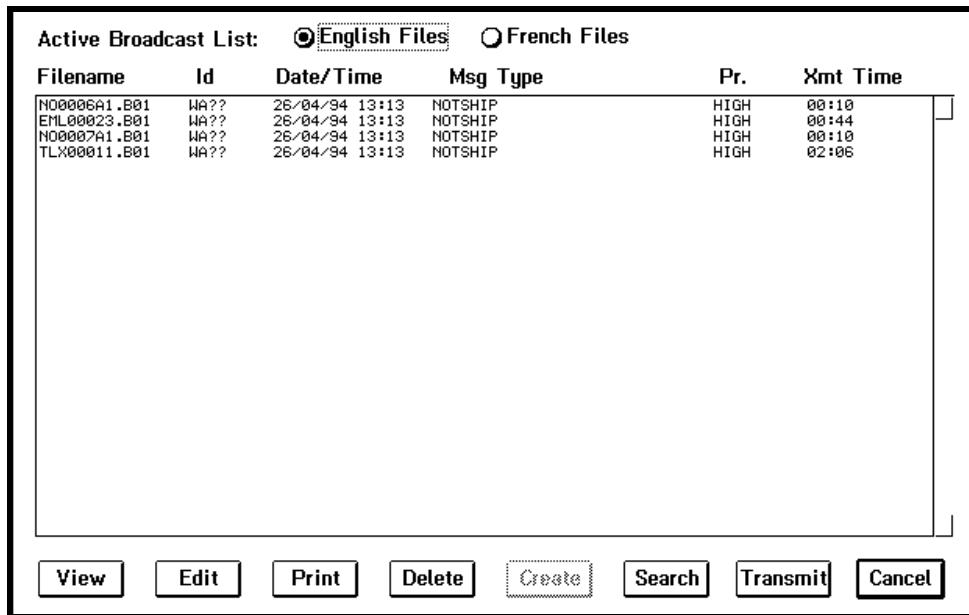 Active Broadcast List: English Files French Files
Filename Id Date/Time Msg Type Pr. Xmt Time
NO0006A1.B01 WA?? 26/04/94 13:13 NOTSHIP HIGH 00:10
EML00023.B01 WA?? 26/04/94 13:13 NOTSHIP HIGH 00:44
NO0007A1.B01 WA?? 26/04/94 13:13 NOTSHIP HIGH 00:10
TLX00011.B01 WA?? 26/04/94 13:13 NOTSHIP HIGH 02:06
View Edit Print Delete Create Search Transmit Cancel